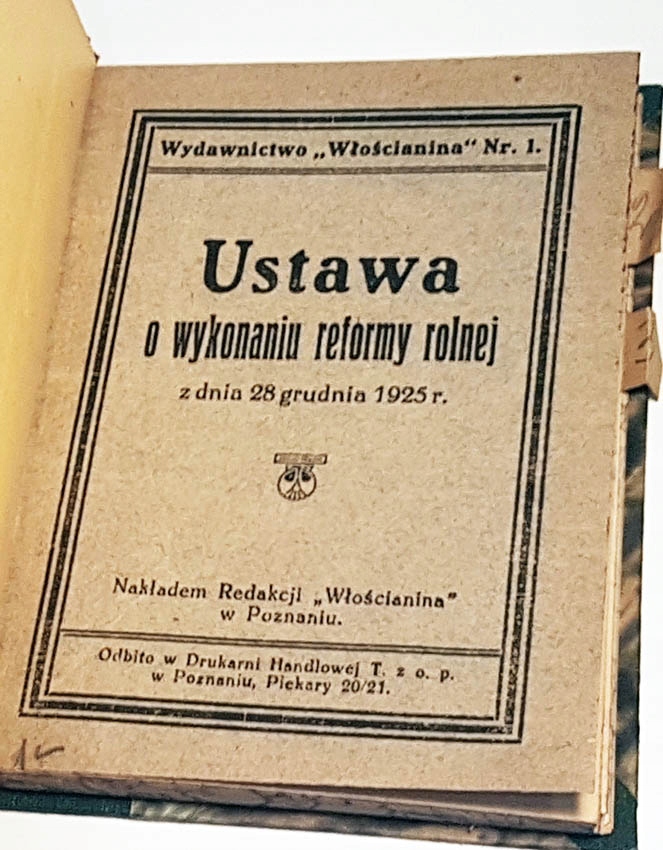 Wydawnictwo „Włościanina" Nr. 1.
Ustawa
o wykonaniu reformy rolnej
z dnia 28 grudnia 1925 r.
Nakładem Redakcji „Włościanina"
w Poznaniu.
Odbito w Drukarni Handlowej T. z o. p.
w Poznaniu, Piekary 20/21.